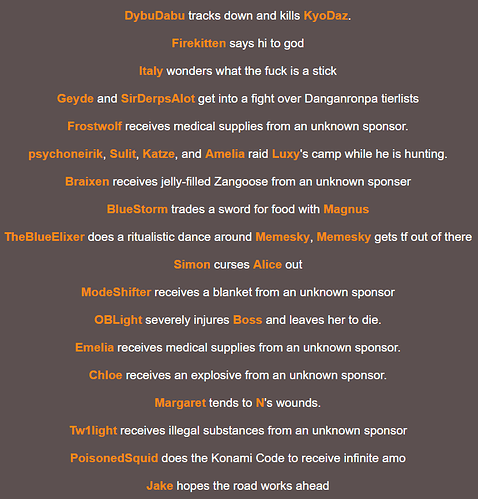 DybuDabu tracks down and kills KyoDaz.
Firekitten says hi to god
Italy wonders what the fuck is a stick
Geyde and SirDerpsAlot get into a fight over Danganronpa tierlists
Frostwolf receives medical supplies from an unknown sponsor.
psychoneirik, Sulit, Katze, and Amelia raid Luxy's camp while he is hunting.
Braixen receives jelly-filled Zangoose from an unknown sponser
BlueStorm trades a sword for food with Magnus
TheBlueElixer does a ritualistic dance around Memesky, Memesky gets tf out of there
Simon curses Alice out
ModeShifter receives a blanket from an unknown sponsor
OBLight severely injures Boss and leaves her to die.
Emelia receives medical supplies from an unknown sponsor.
Chloe receives an explosive from an unknown sponsor.
Margaret tends to N's wounds.
Tw1light receives illegal substances from an unknown sponsor
PoisonedSquid does the Konami Code to receive infinite amo
Jake hopes the road works ahead